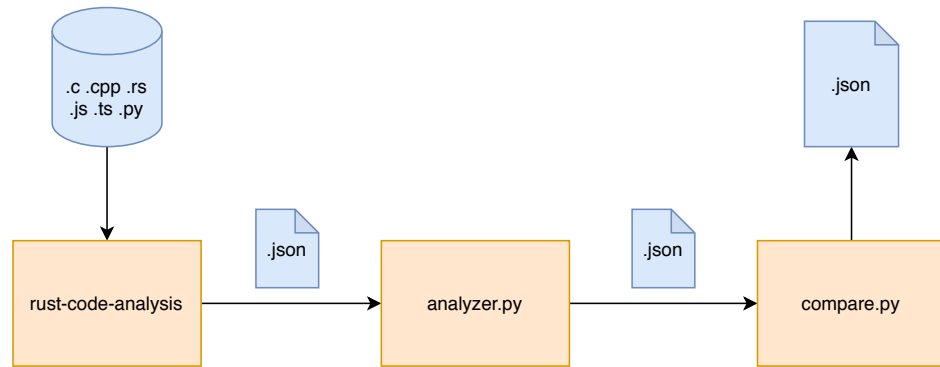 .c .cpp .rs
.js .ts .py
.json
.json
.json
rust-code-analysis
analyzer.py
compare.py